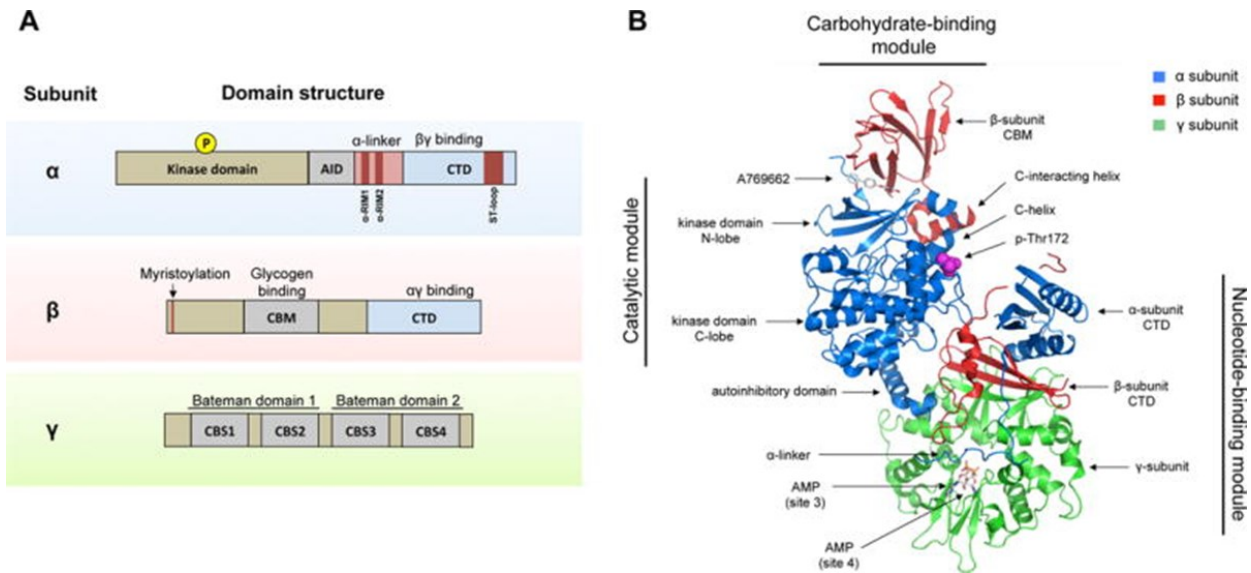 A
Subunit
Domain structure
α
P
Kinase domain
AID
α-linker
α-RIM1
α-RIM2
βγ binding
CTD
ST-loop
β
Myristoylation
Glycogen
binding
CBM
αγ binding
CTD
γ
Bateman domain 1
Bateman domain 2
CBS1
CBS2
CBS3
CBS4
B
Carbohydrate-binding
module
α subunit
β subunit
γ subunit
β-subunit
CBM
A769662
C-interacting helix
C-helix
p-Thr172
kinase domain
N-lobe
Catalytic module
kinase domain
C-lobe
autoinhibitory domain
α-subunit
CTD
β-subunit
CTD
Nucleotide-binding module
α-linker
γ-subunit
AMP
(site 3)
AMP
(site 4)